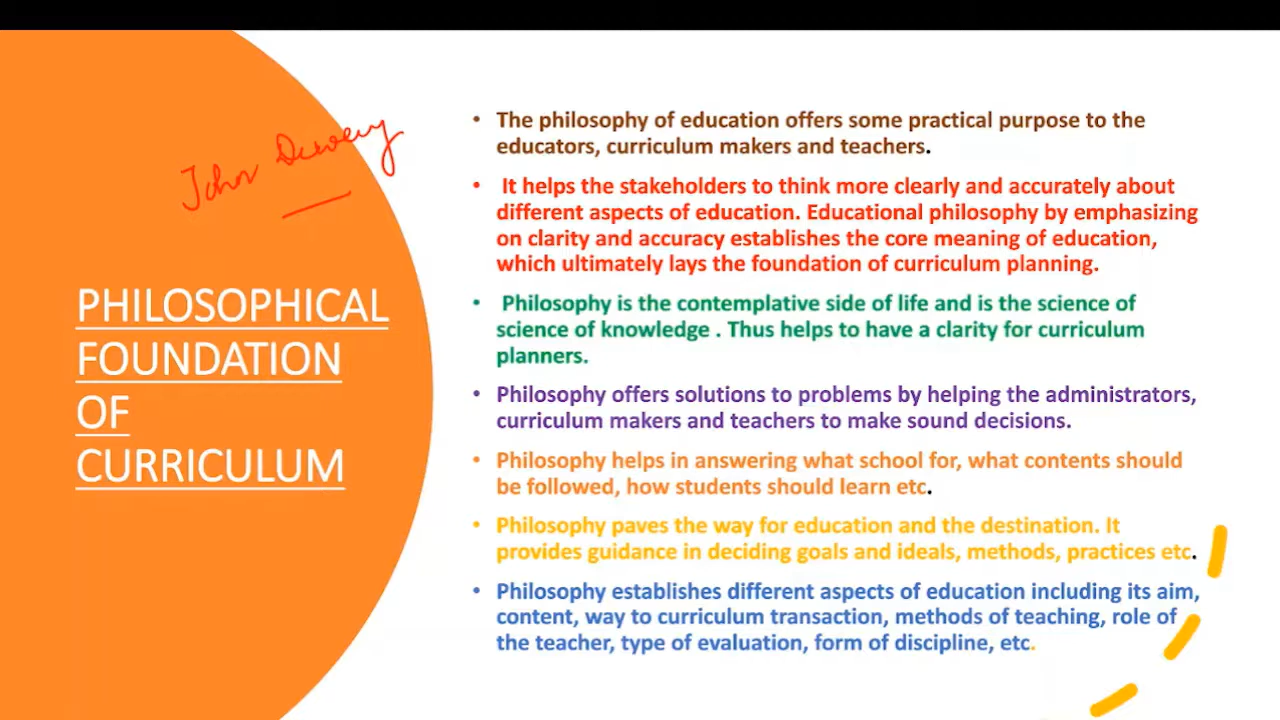 John Dewey
PHILOSOPHICAL
FOUNDATION
OF
CURRICULUM
• The philosophy of education offers some practical purpose to the
educators, curriculum makers and teachers.
• It helps the stakeholders to think more clearly and accurately about
different aspects of education. Educational philosophy by emphasizing
on clarity and accuracy establishes the core meaning of education,
which ultimately lays the foundation of curriculum planning.
• Philosophy is the contemplative side of life and is the science of
science of knowledge . Thus helps to have a clarity for curriculum
planners.
• Philosophy offers solutions to problems by helping the administrators,
curriculum makers and teachers to make sound decisions.
• Philosophy helps in answering what school for, what contents should
be followed, how students should learn etc.
• Philosophy paves the way for education and the destination. It
provides guidance in deciding goals and ideals, methods, practices etc.
• Philosophy establishes different aspects of education including its aim,
content, way to curriculum transaction, methods of teaching, role of
the teacher, type of evaluation, form of discipline, etc.